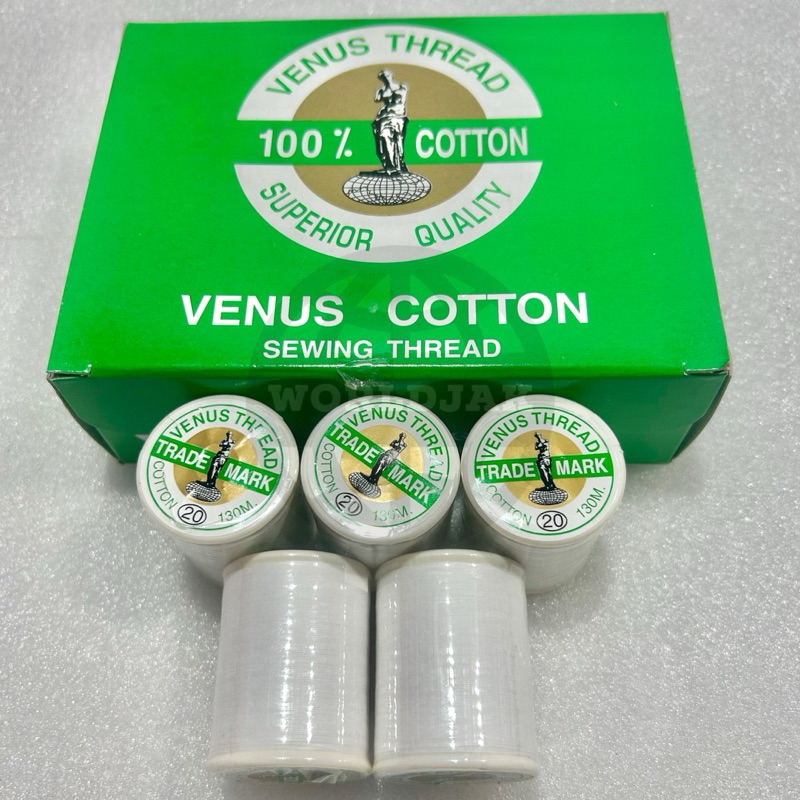 VENUS THREAD
100 % COTTON
SUPERIOR QUALITY
VENUS COTTON
SEWING THREAD
WORLDJAK
VENUS THREAD
TRADE MARK
COTTON 20 130M.
VENUS THREAD
TRADE MARK
COTTON 20 130M.
VENUS THREAD
TRADE MARK
COTTON 20 130M.